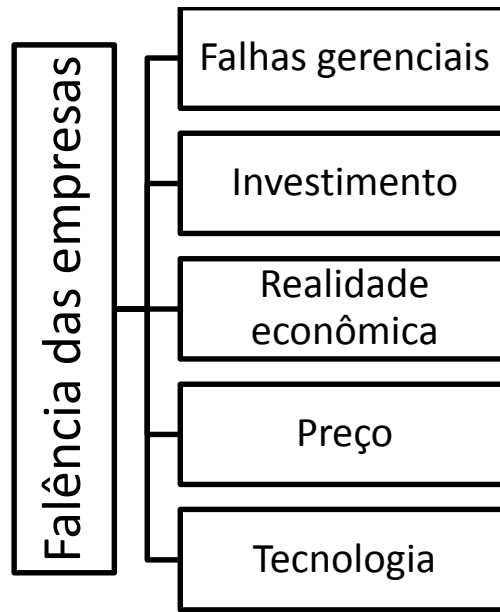 Falência das empresas
Falhas gerenciais
Investimento
Realidade
econômica
Preço
Tecnologia